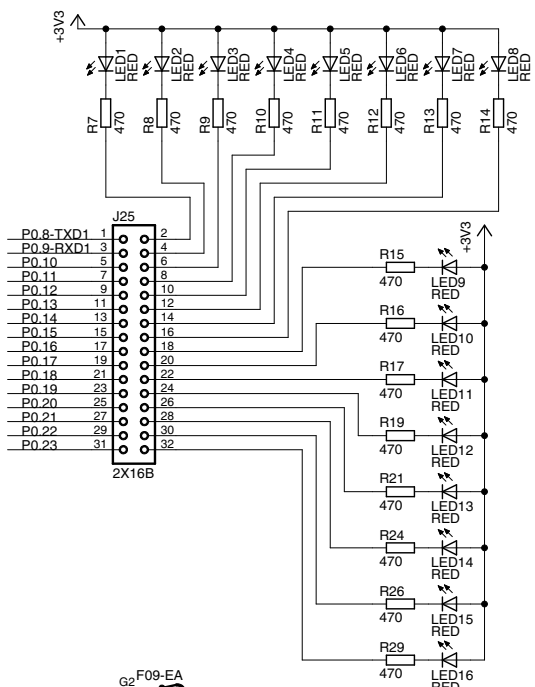 +3V3
LED1 RED
LED2 RED
LED3 RED
LED4 RED
LED5 RED
LED6 RED
LED7 RED
LED8 RED
R7 470
R8 470
R9 470
R10 470
R11 470
R12 470
R13 470
R14 470
J25
P0.8-TXD1 1 2
P0.9-RXD1 3 4
P0.10 5 6
P0.11 7 8
P0.12 9 10
P0.13 11 12
P0.14 13 14
P0.15 15 16
P0.16 17 18
P0.17 19 20
P0.18 21 22
P0.19 23 24
P0.20 25 26
P0.21 27 28
P0.22 29 30
P0.23 31 32
2X16B
+3V3
R15
470
LED9
RED
R16
470
LED10
RED
R17
470
LED11
RED
R19
470
LED12
RED
R21
470
LED13
RED
R24
470
LED14
RED
R26
470
LED15
RED
R29
470
LED16
RED
G2 F09-EA